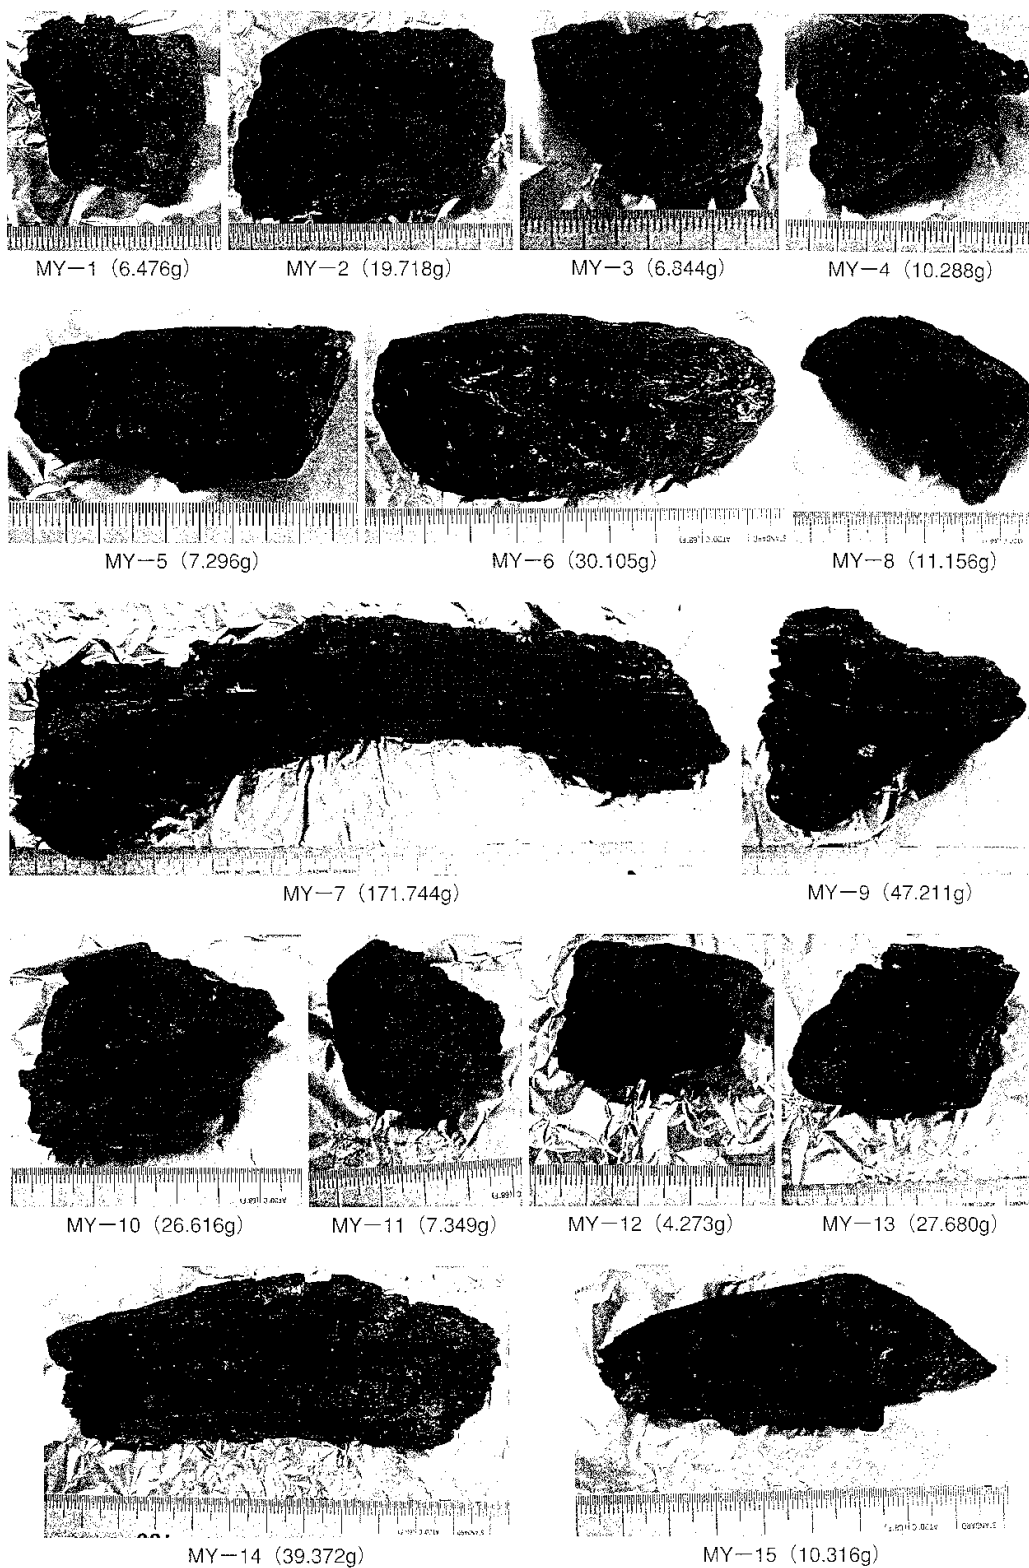 MY－1 (6.476g)
MY－2 (19.718g)
MY－3 (6.844g)
MY－4 (10.288g)
MY－5 (7.296g)
MY－6 (30.105g)
MY－8 (11.156g)
MY－7 (171.744g)
MY－9 (47.211g)
MY－10 (26.616g)
MY－11 (7.349g)
MY－12 (4.273g)
MY－13 (27.680g)
MY－14 (39.372g)
MY－15 (10.316g)